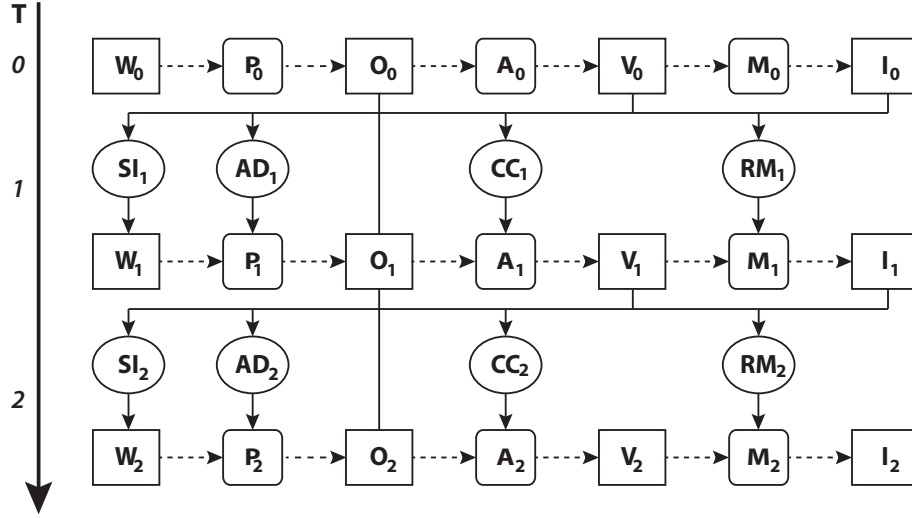 T
0 W₀ P₀ O₀ A₀ V₀ M₀ I₀
1 SI₁ AD₁ CC₁ RM₁
W₁ P₁ O₁ A₁ V₁ M₁ I₁
SI₂ AD₂ CC₂ RM₂
2
W₂ P₂ O₂ A₂ V₂ M₂ I₂